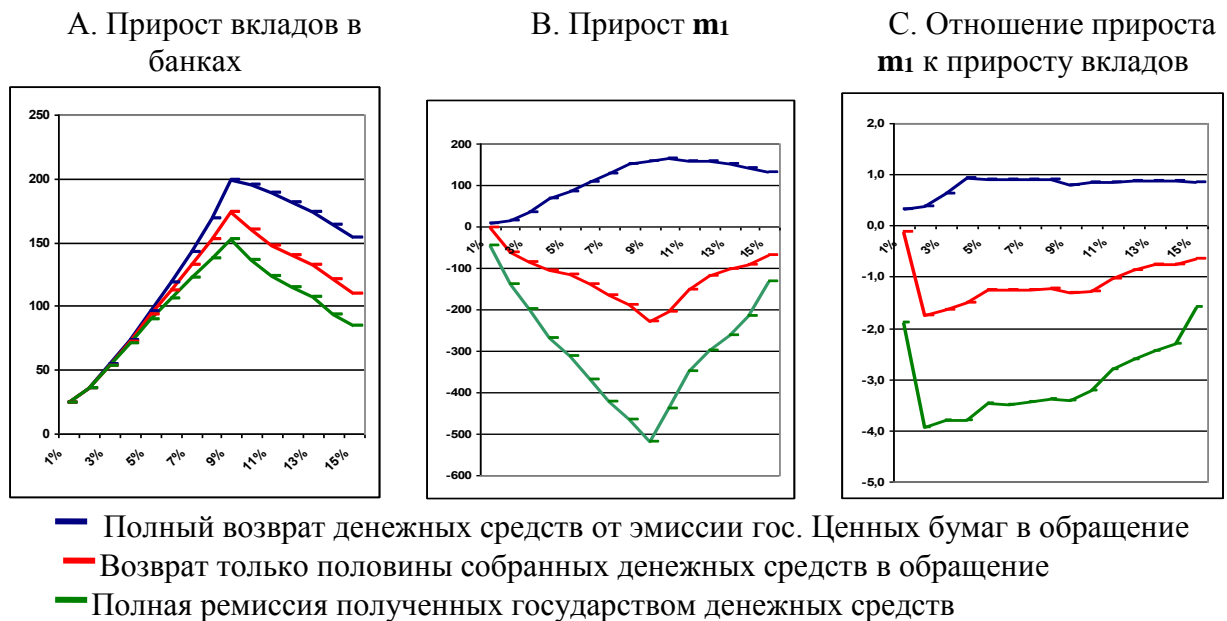 А. Прирост вкладов в
банках
В. Прирост m1
С. Отношение прироста
m1 к приросту вкладов
250
200
150
100
50
0
1% 3% 5% 7% 9% 11% 13% 15%
200
100
0
-100
-200
-300
-400
-500
-600
1% 3% 5% 7% 9% 11% 13% 15%
2,0
1,0
0,0
-1,0
-2,0
-3,0
-4,0
-5,0
1% 3% 5% 7% 9% 11% 13% 15%
Полный возврат денежных средств от эмиссии гос. Ценных бумаг в обращение
Возврат только половины собранных денежных средств в обращение
Полная ремиссия полученных государством денежных средств